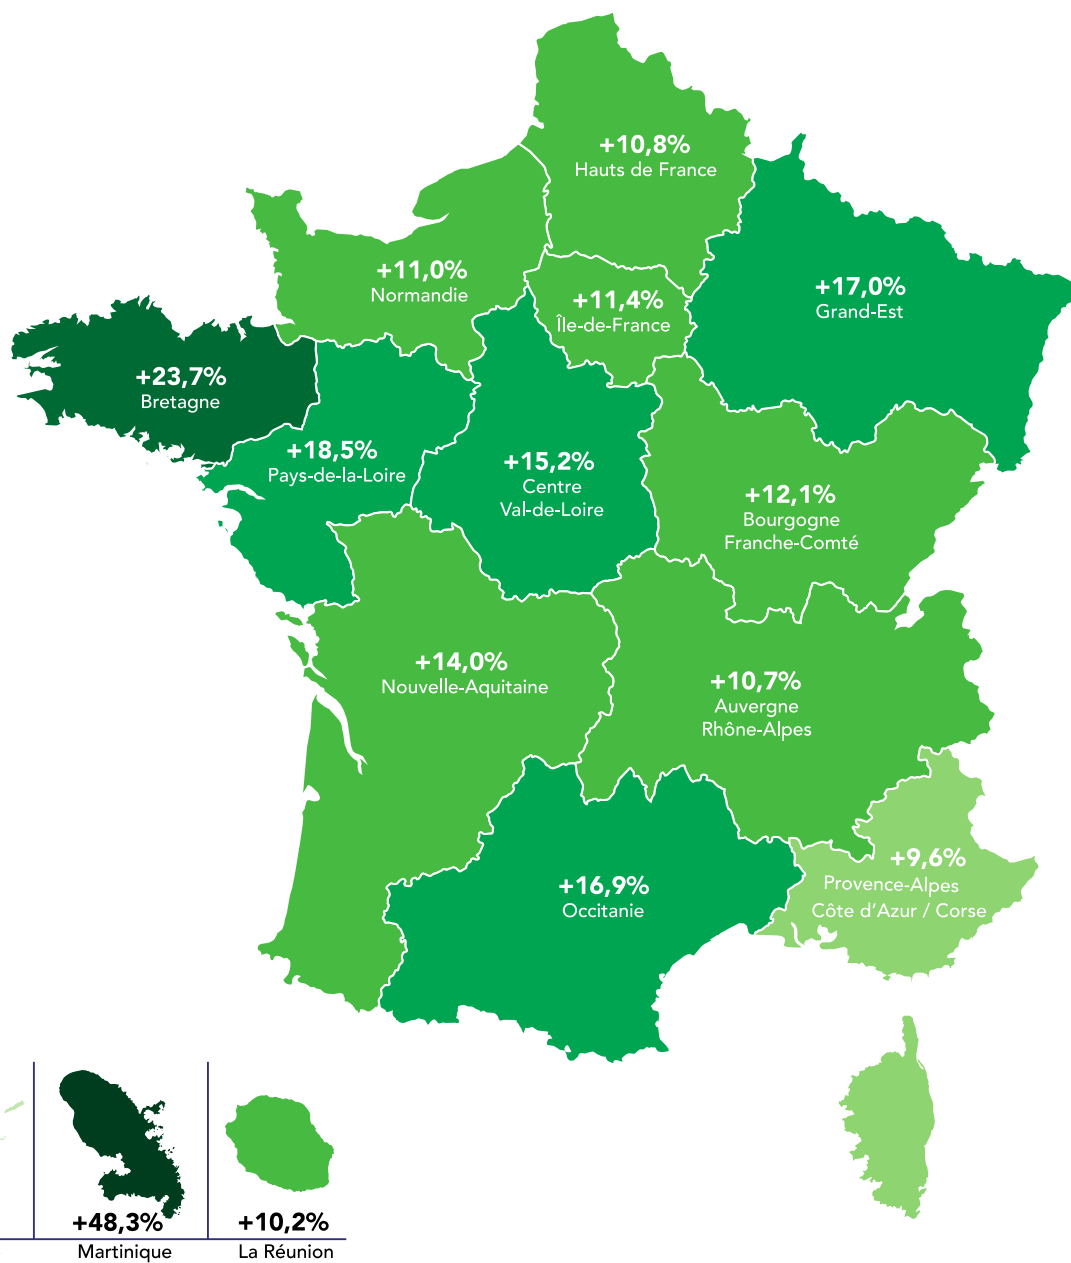 +10,8%
Hauts de France
+11,0%
Normandie
+11,4%
Île-de-France
+17,0%
Grand-Est
+23,7%
Bretagne
+18,5%
Pays-de-la-Loire
+15,2%
Centre
Val-de-Loire
+12,1%
Bourgogne
Franche-Comté
+14,0%
Nouvelle-Aquitaine
+10,7%
Auvergne
Rhône-Alpes
+9,6%
Provence-Alpes
Côte d’Azur / Corse
+16,9%
Occitanie
+48,3%
Martinique
+10,2%
La Réunion